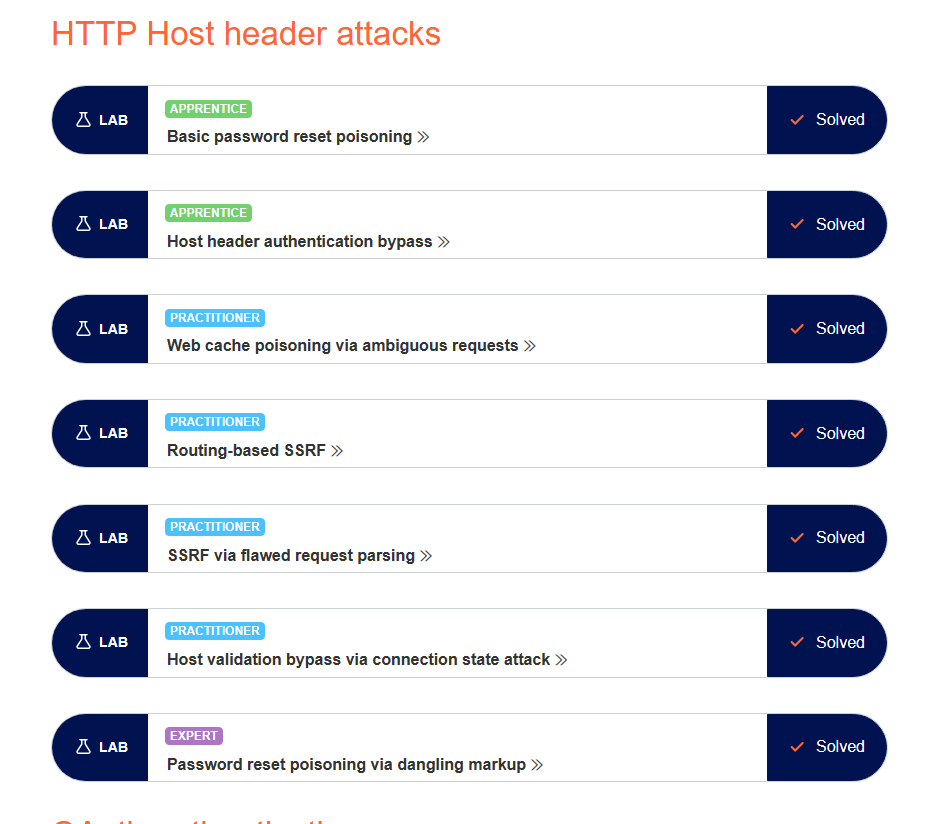 HTTP Host header attacks
LAB
APPRENTICE
Basic password reset poisoning
Solved
LAB
APPRENTICE
Host header authentication bypass
Solved
LAB
PRACTITIONER
Web cache poisoning via ambiguous requests
Solved
LAB
PRACTITIONER
Routing-based SSRF
Solved
LAB
PRACTITIONER
SSRF via flawed request parsing
Solved
LAB
PRACTITIONER
Host validation bypass via connection state attack
Solved
LAB
EXPERT
Password reset poisoning via dangling markup
Solved